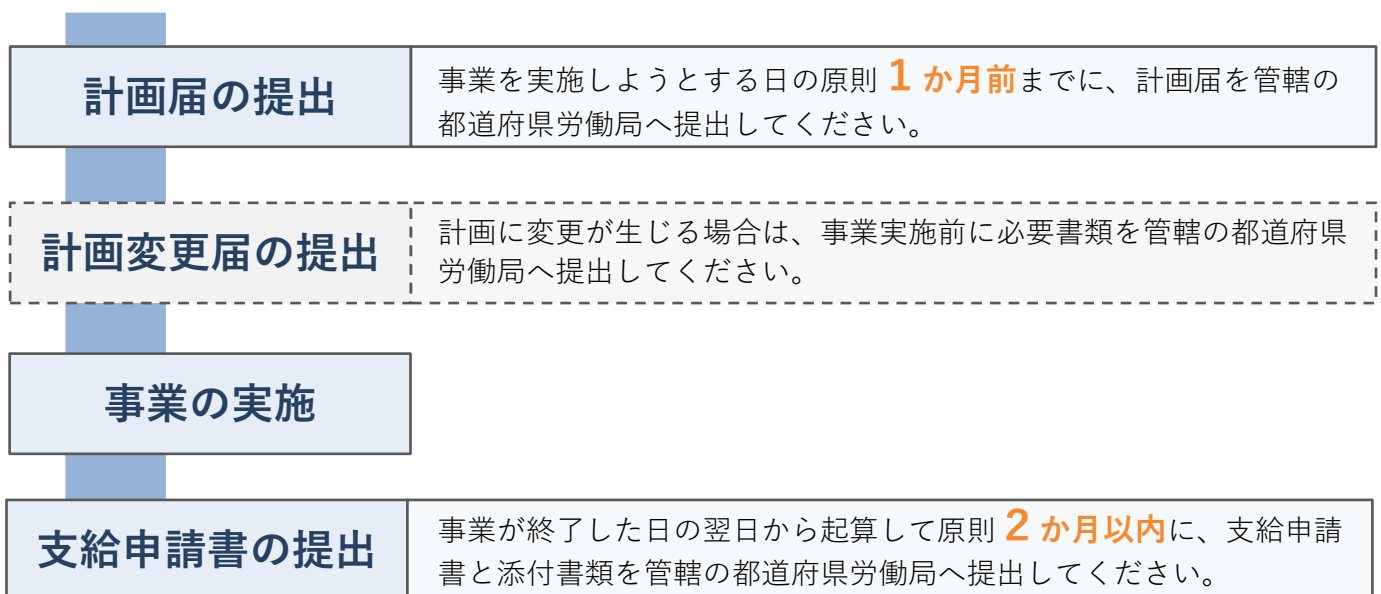 計画届の提出
事業を実施しようとする日の原則 1 か月前までに、計画届を管轄の
都道府県労働局へ提出してください。
計画変更届の提出
計画に変更が生じる場合は、事業実施前に必要書類を管轄の都道府県
労働局へ提出してください。
事業の実施
支給申請書の提出
事業が終了した日の翌日から起算して原則 2 か月以内に、支給申請
書と添付書類を管轄の都道府県労働局へ提出してください。